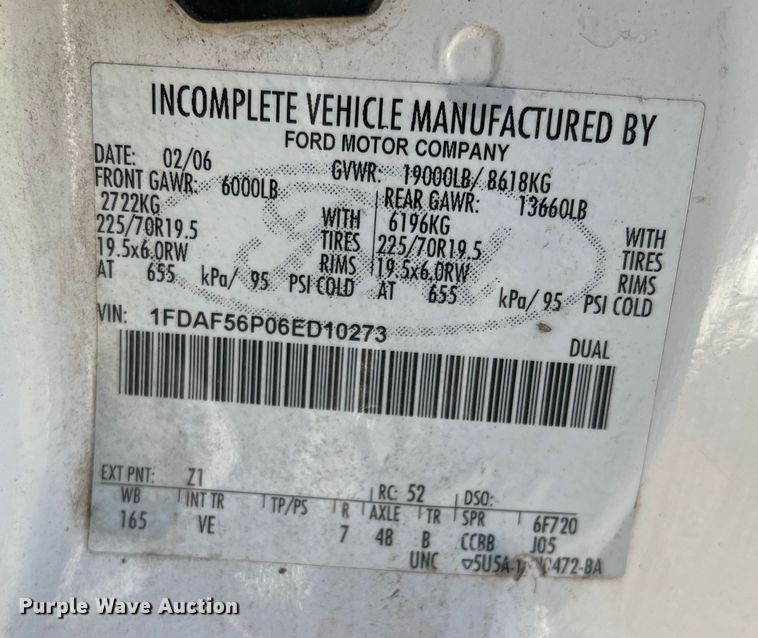 INCOMPLETE VEHICLE MANUFACTURED BY
FORD MOTOR COMPANY
DATE: 02/06 GVWR: 19000LB/ 8618KG
FRONT GAWR: 6000LB REAR GAWR: 13660LB
2722KG WITH 6196KG WITH
225/70R19.5 TIRES 225/70R19.5 TIRES
19.5x6.0RW RIMS 19.5x6.0RW RIMS
AT 655 kPa/ 95 PSI COLD AT 655 kPa/ 95 PSI COLD
VIN: 1FDAF56P06ED10273 DUAL
EXT PNT: Z1 RC: 52 DSO:
WB INT TR TP/PS R AXLE TR SPR 6F720
165 VE 7 48 B CCBB J05
UNC
Purple Wave Auction